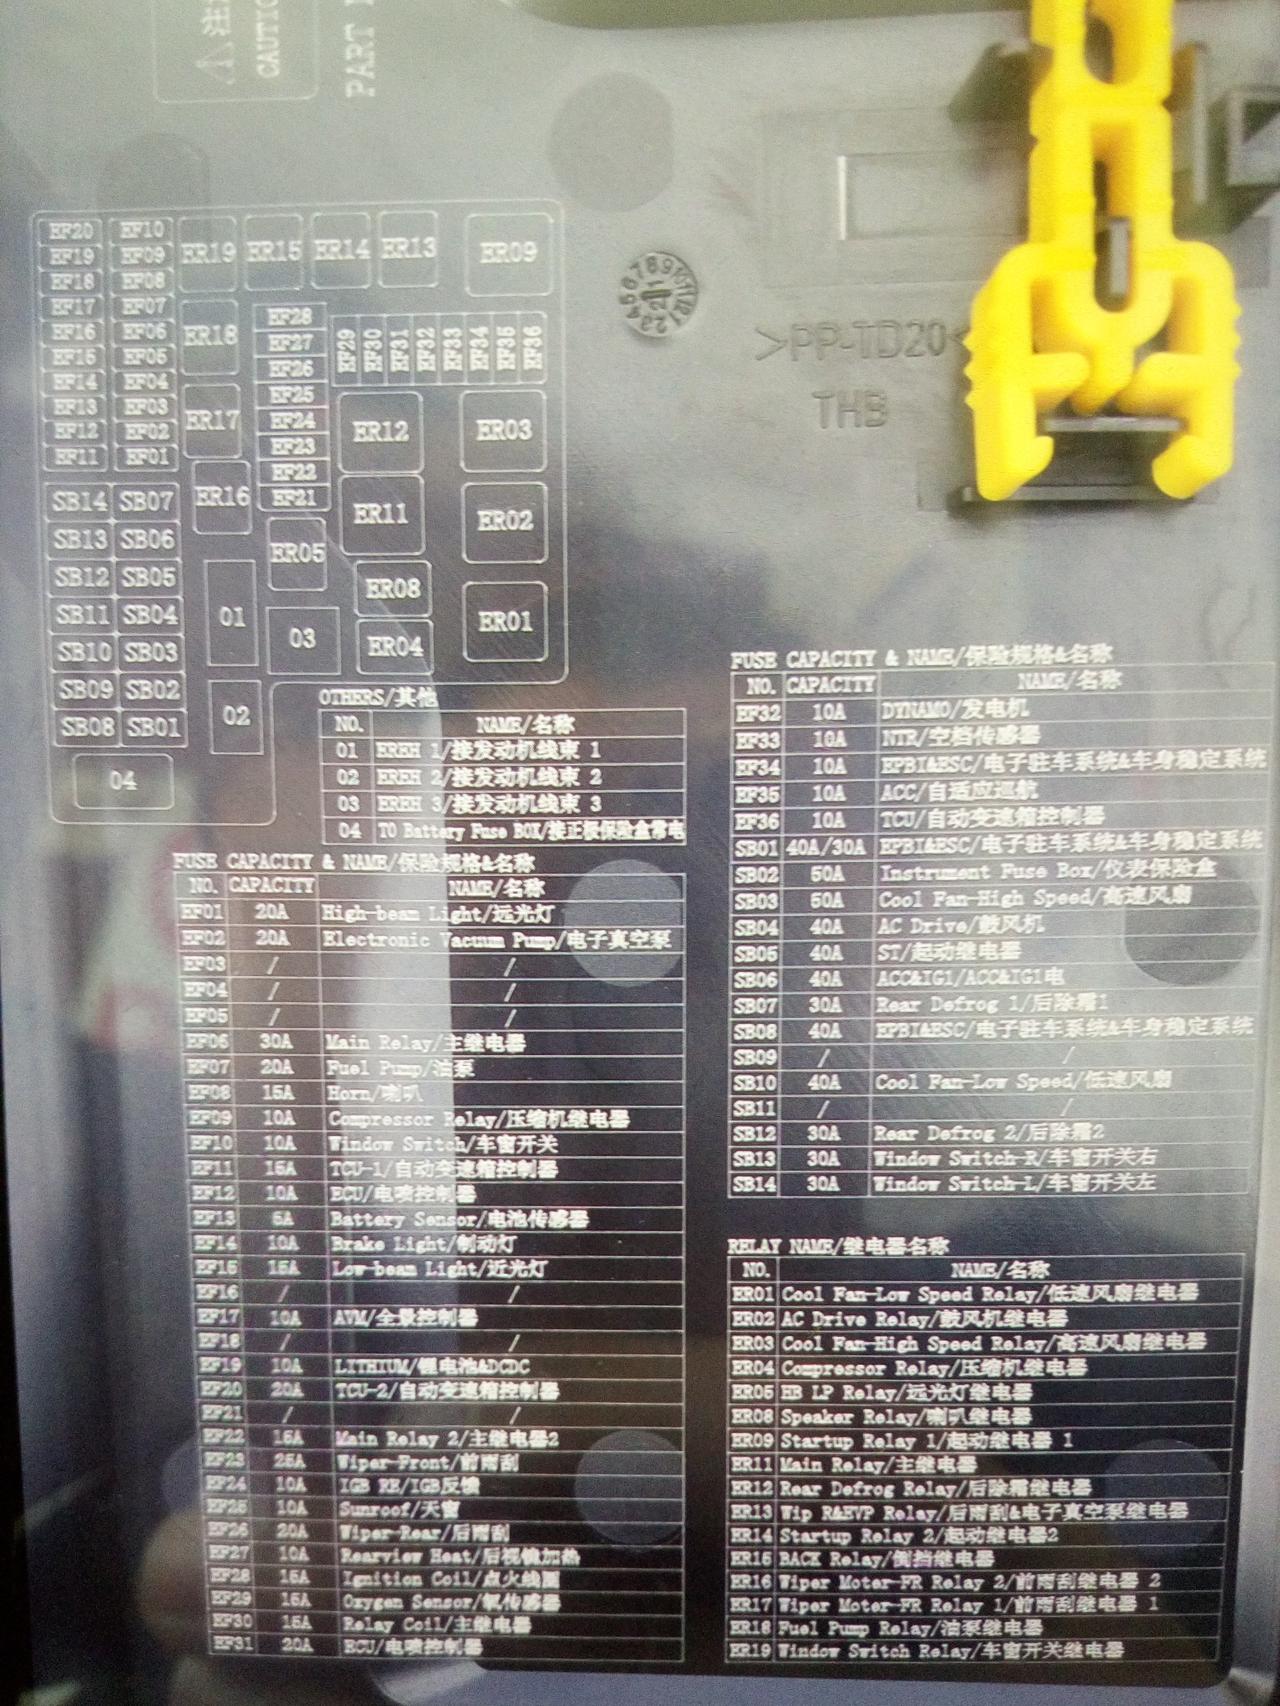 注
CAUTIO
PART
EF20 EF10 ER19 ER15 ER14 ER13 ER09
EF19 EF09
EF18 EF08
EF17 EF07 ER18 EF28 EF29 EF30 EF31 EF32 EF33 EF34 EF35 EF36
EF16 EF06 EF27
EF15 EF05 EF26
EF14 EF04 ER17 EF25 ER12 ER03
EF13 EF03 EF24
EF12 EF02 EF23
EF11 EF01 EF22
SB14 SB07 ER16 EF21 ER11 ER02
SB13 SB06 ER05
SB12 SB05 ER08
SB11 SB04 01 03 ER04 ER01
SB10 SB03
SB09 SB02 02
SB08 SB01
04
>PP-TD20<
THB
OTHERS/其他
NO. NAME/名称
01 EREH 1/接发动机线束 1
02 EREH 2/接发动机线束 2
03 EREH 3/接发动机线束 3
04 TO Battery Fuse BOX/接正极保险盒常电
FUSE CAPACITY & NAME/保险规格&名称
NO. CAPACITY NAME/名称
EF01 20A High-beam Light/远光灯
EF02 20A Electronic Vacuum Pump/电子真空泵
EF03 / /
EF04 / /
EF05 / /
EF06 30A Main Relay/主继电器
EF07 20A Fuel Pump/油泵
EF08 15A Horn/喇叭
EF09 10A Compressor Relay/压缩机继电器
EF10 10A Window Switch/车窗开关
EF11 15A TCU-1/自动变速箱控制器
EF12 10A ECU/电喷控制器
EF13 5A Battery Sensor/电池传感器
EF14 10A Brake Light/制动灯
EF15 15A Low-beam Light/近光灯
EF16 / /
EF17 10A AVM/全景控制器
EF18 / /
EF19 10A LITHIUM/锂电池&DCDC
EF20 20A TCU-2/自动变速箱控制器
EF21 / /
EF22 15A Main Relay 2/主继电器2
EF23 25A Wiper-Front/前雨刮
EF24 10A IGB RE/IGB反馈
EF25 10A Sunroof/天窗
EF26 20A Wiper-Rear/后雨刮
EF27 10A Rearview Heat/后视镜加热
EF28 15A Ignition Coil/点火线圈
EF29 15A Oxygen Sensor/氧传感器
EF30 15A Relay Coil/主继电器
EF31 20A ECU/电喷控制器
FUSE CAPACITY & NAME/保险规格&名称
NO. CAPACITY NAME/名称
EF32 10A DYNAMO/发电机
EF33 10A NTR/空档传感器
EF34 10A EPBI&ESC/电子驻车系统&车身稳定系统
EF35 10A ACC/自适应巡航
EF36 10A TCU/自动变速箱控制器
SB01 40A/30A EPBI&ESC/电子驻车系统&车身稳定系统
SB02 50A Instrument Fuse Box/仪表保险盒
SB03 50A Cool Fan-High Speed/高速风扇
SB04 40A AC Drive/鼓风机
SB05 40A ST/起动继电器
SB06 40A ACC&IG1/ACC&IG1电
SB07 30A Rear Defrog 1/后除霜1
SB08 40A EPBI&ESC/电子驻车系统&车身稳定系统
SB09 / /
SB10 40A Cool Fan-Low Speed/低速风扇
SB11 / /
SB12 30A Rear Defrog 2/后除霜2
SB13 30A Window Switch-R/车窗开关右
SB14 30A Window Switch-L/车窗开关左
RELAY NAME/继电器名称
NO. NAME/名称
ER01 Cool Fan-Low Speed Relay/低速风扇继电器
ER02 AC Drive Relay/鼓风机继电器
ER03 Cool Fan-High Speed Relay/高速风扇继电器
ER04 Compressor Relay/压缩机继电器
ER05 HB LP Relay/远光灯继电器
ER08 Speaker Relay/喇叭继电器
ER09 Startup Relay 1/起动继电器 1
ER11 Main Relay/主继电器
ER12 Rear Defrog Relay/后除霜继电器
ER13 Wip R&EVP Relay/后雨刮&电子真空泵继电器
ER14 Startup Relay 2/起动继电器2
ER15 BACK Relay/倒挡继电器
ER16 Wiper Motor-FR Relay 2/前雨刮继电器 2
ER17 Wiper Motor-FR Relay 1/前雨刮继电器 1
ER18 Fuel Pump Relay/油泵继电器
ER19 Window Switch Relay/车窗开关继电器